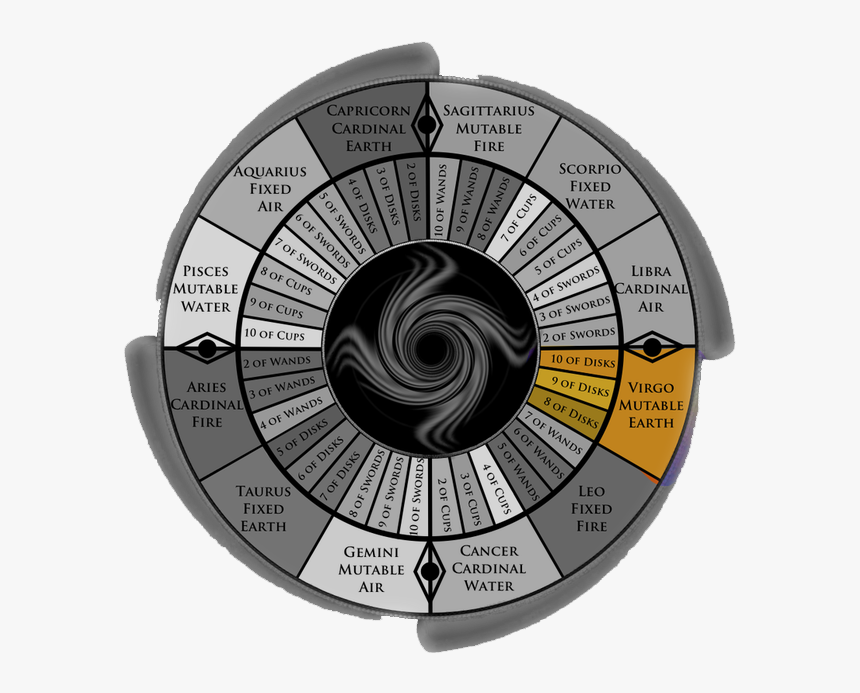 CAPRICORN
CARDINAL
EARTH
SAGITTARIUS
MUTABLE
FIRE
SCORPIO
FIXED
WATER
LIBRA
CARDINAL
AIR
VIRGO
MUTABLE
EARTH
LEO
FIXED
FIRE
CANCER
CARDINAL
WATER
GEMINI
MUTABLE
AIR
TAURUS
FIXED
EARTH
ARIES
CARDINAL
FIRE
PISCES
MUTABLE
WATER
AQUARIUS
FIXED
AIR
10 OF WANDS
9 OF WANDS
8 OF WANDS
7 OF CUPS
6 OF CUPS
5 OF CUPS
4 OF SWORDS
3 OF SWORDS
2 OF SWORDS
10 OF DISKS
9 OF DISKS
8 OF DISKS
7 OF WANDS
6 OF WANDS
5 OF WANDS
4 OF CUPS
3 OF CUPS
2 OF CUPS
10 OF SWORDS
9 OF SWORDS
8 OF SWORDS
7 OF DISKS
6 OF DISKS
5 OF DISKS
4 OF WANDS
3 OF WANDS
2 OF WANDS
10 OF CUPS
9 OF CUPS
8 OF CUPS
7 OF SWORDS
6 OF SWORDS
5 OF SWORDS
4 OF DISKS
3 OF DISKS
2 OF DISKS